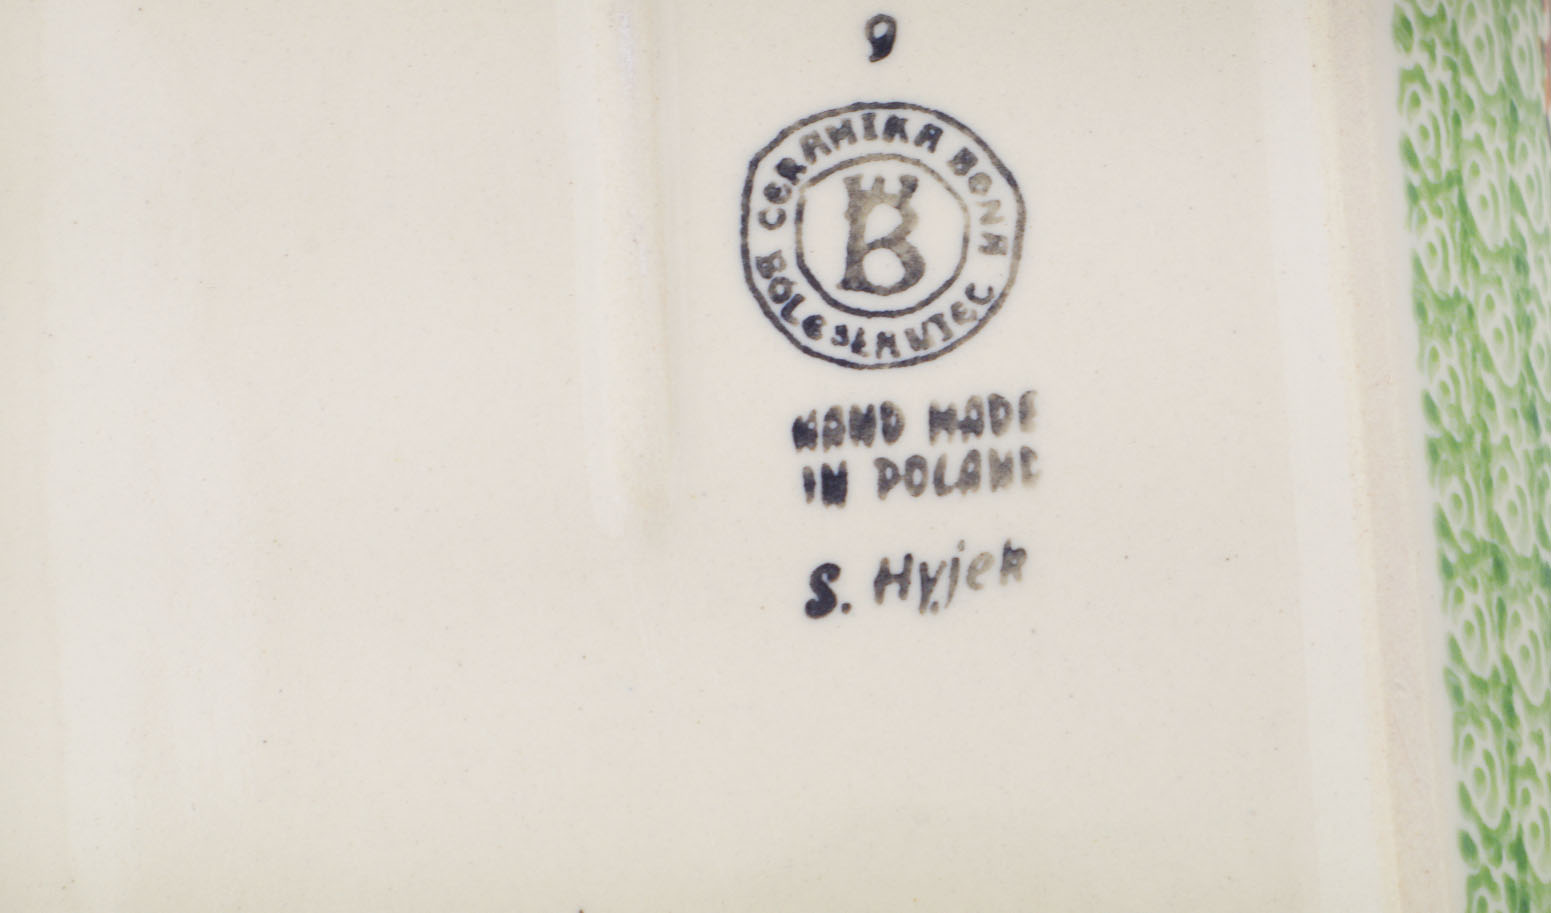 9
CERAMIKA BONA
B
BOLESŁAWIEC
HAND MADE
IN POLAND
S. Hyjek